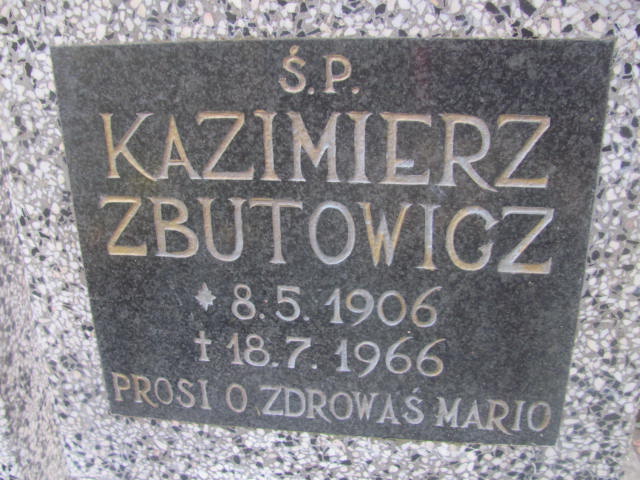 Ś.P.
KAZIMIERZ
ZBUTOWICZ
* 8.5.1906
† 18.7.1966
PROSI O ZDROWAŚ MARIO